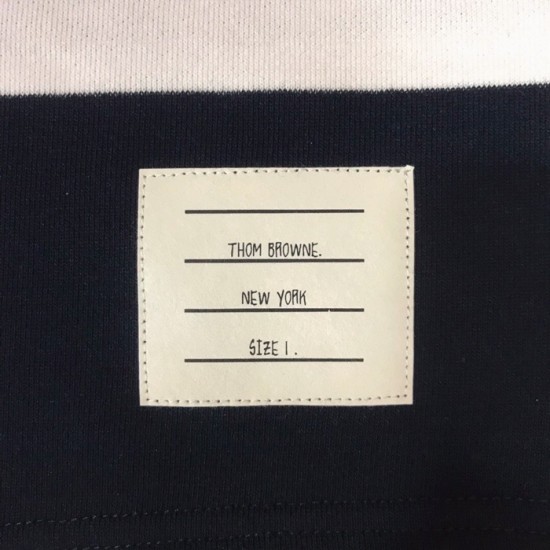 THOM BROWNE.
NEW YORK
SIZE 1.